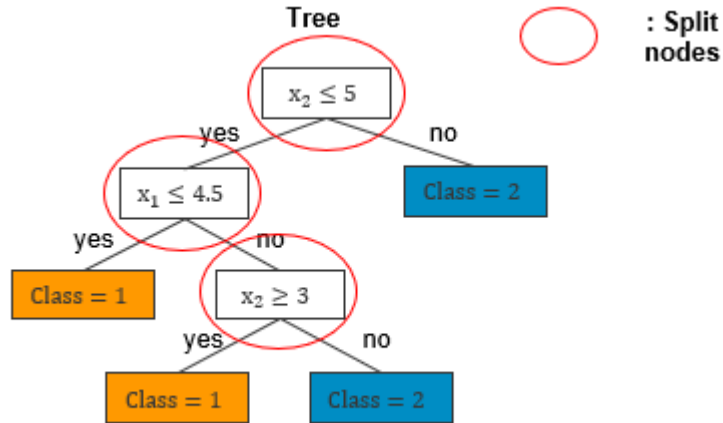 Tree
: Split
nodes
x₂ ≤ 5
yes
no
x₁ ≤ 4.5
Class = 2
yes
no
Class = 1
x₂ ≥ 3
yes
no
Class = 1
Class = 2